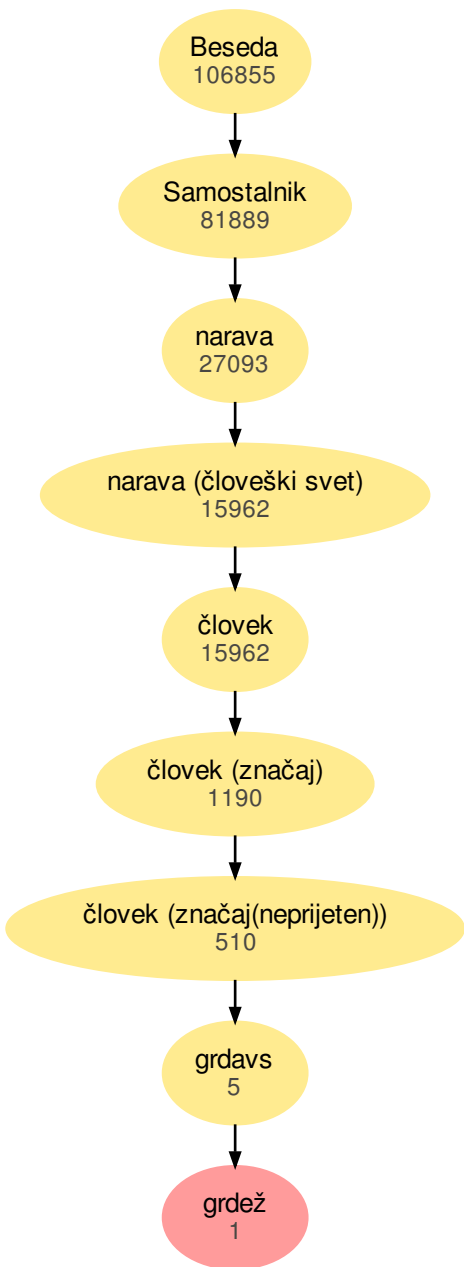 Beseda
106855
Samostalnik
81889
narava
27093
narava (človeški svet)
15962
človek
15962
človek (značaj)
1190
človek (značaj(neprijeten))
510
grdavs
5
grdež
1